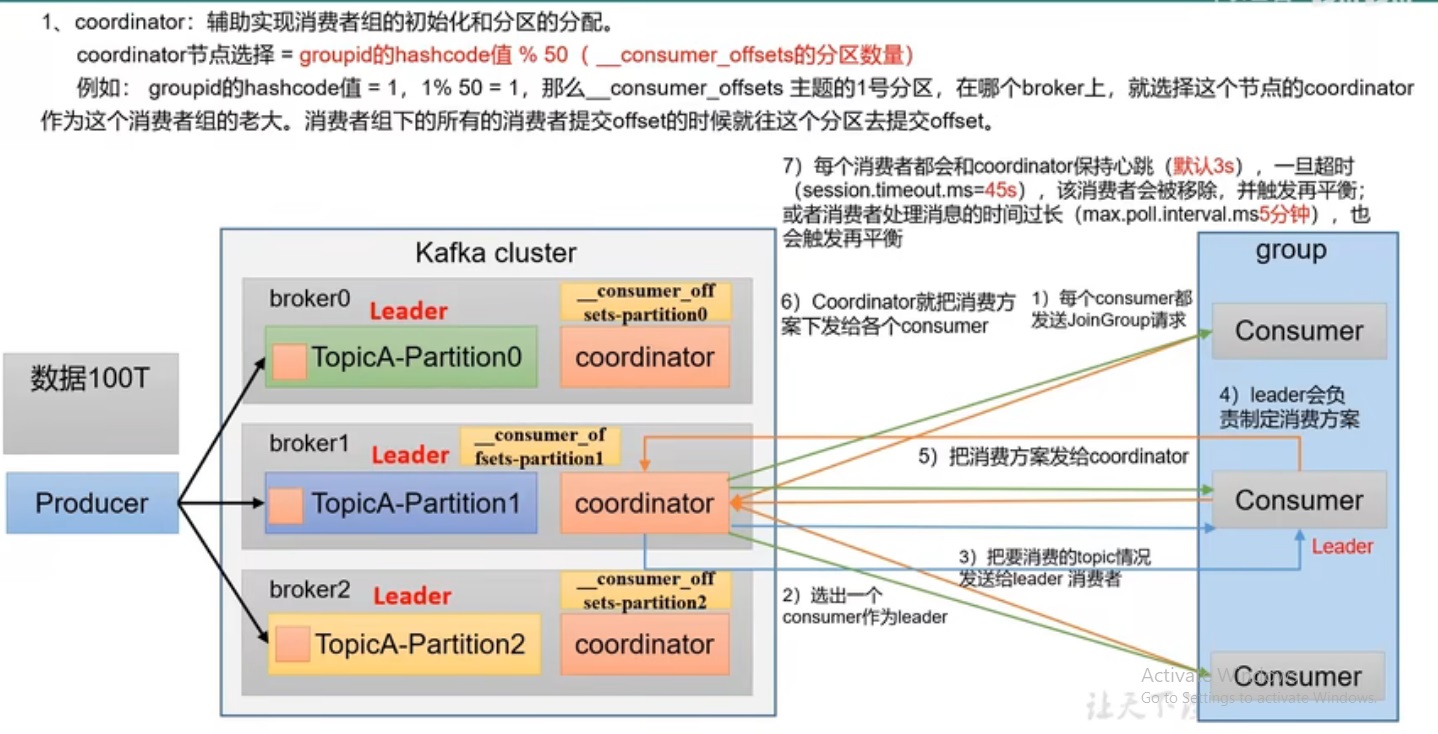 1、coordinator：辅助实现消费者组的初始化和分区的分配。
coordinator节点选择 = groupid的hashcode值 % 50（ __consumer_offsets的分区数量）
例如： groupid的hashcode值 = 1，1% 50 = 1，那么__consumer_offsets 主题的1号分区，在哪个broker上，就选择这个节点的coordinator
作为这个消费者组的老大。消费者组下的所有的消费者提交offset的时候就往这个分区去提交offset。
7）每个消费者都会和coordinator保持心跳（默认3s），一旦超时
（session.timeout.ms=45s），该消费者会被移除，并触发再平衡；
或者消费者处理消息的时间过长（max.poll.interval.ms5分钟），也
会触发再平衡
Kafka cluster
group
broker0
Leader
__consumer_off
sets-partition0
TopicA-Partition0
coordinator
6）Coordinator就把消费方
案下发给各个consumer
1）每个consumer都
发送JoinGroup请求
Consumer
数据100T
4）leader会负
责制定消费方案
broker1
Leader
__consumer_of
fsets-partition1
5）把消费方案发给coordinator
Producer
TopicA-Partition1
coordinator
Consumer
Leader
3）把要消费的topic情况
发送给leader 消费者
broker2
Leader
__consumer_off
sets-partition2
2）选出一个
consumer作为leader
TopicA-Partition2
coordinator
Consumer
Activate Windows
Go to Settings to activate Windows.
让天下